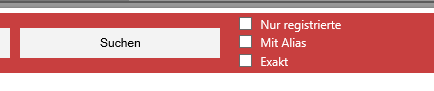 Suchen
Nur registrierte
Mit Alias
Exakt